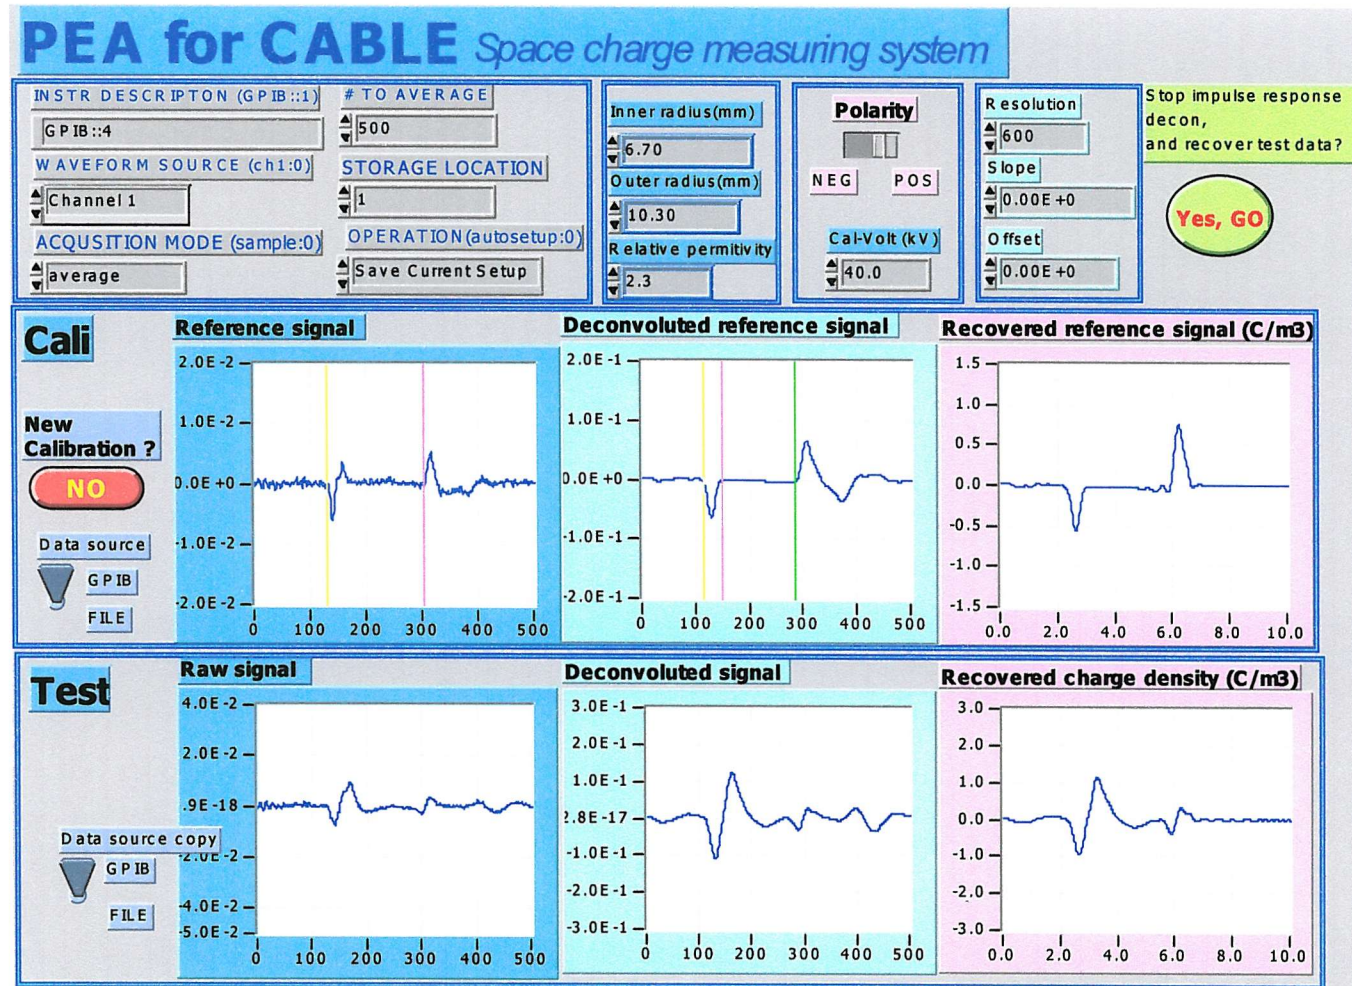 PEA for CABLE Space charge measuring system
INSTR DESCRIPTON (GPIB::1)
GPIB::4
WAVEFORM SOURCE (ch1:0)
Channel 1
ACQUSITION MODE (sample:0)
average
# TO AVERAGE
500
STORAGE LOCATION
1
OPERATION(autosetup:0)
Save Current Setup
Inner radius(mm)
6.70
Outer radius(mm)
10.30
Relative permitivity
2.3
Polarity
NEG POS
Cal-Volt (kV)
40.0
Resolution
600
Slope
0.00E+0
Offset
0.00E+0
Stop impulse response
decon,
and recover test data?
Yes, GO
Cali
New
Calibration ?
NO
Data source
GPIB
FILE
Reference signal
2.0E-2
1.0E-2
0.0E+0
-1.0E-2
-2.0E-2
0 100 200 300 400 500
Deconvoluted reference signal
2.0E-1
1.0E-1
0.0E+0
-1.0E-1
-2.0E-1
0 100 200 300 400 500
Recovered reference signal (C/m3)
1.5
1.0
0.5
0.0
-0.5
-1.0
-1.5
0.0 2.0 4.0 6.0 8.0 10.0
Test
Data source copy
GPIB
FILE
Raw signal
4.0E-2
2.0E-2
.9E-18
-2.0E-2
-4.0E-2
-5.0E-2
0 100 200 300 400 500
Deconvoluted signal
3.0E-1
2.0E-1
1.0E-1
2.8E-17
-1.0E-1
-2.0E-1
-3.0E-1
0 100 200 300 400 500
Recovered charge density (C/m3)
3.0
2.0
1.0
0.0
-1.0
-2.0
-3.0
0.0 2.0 4.0 6.0 8.0 10.0